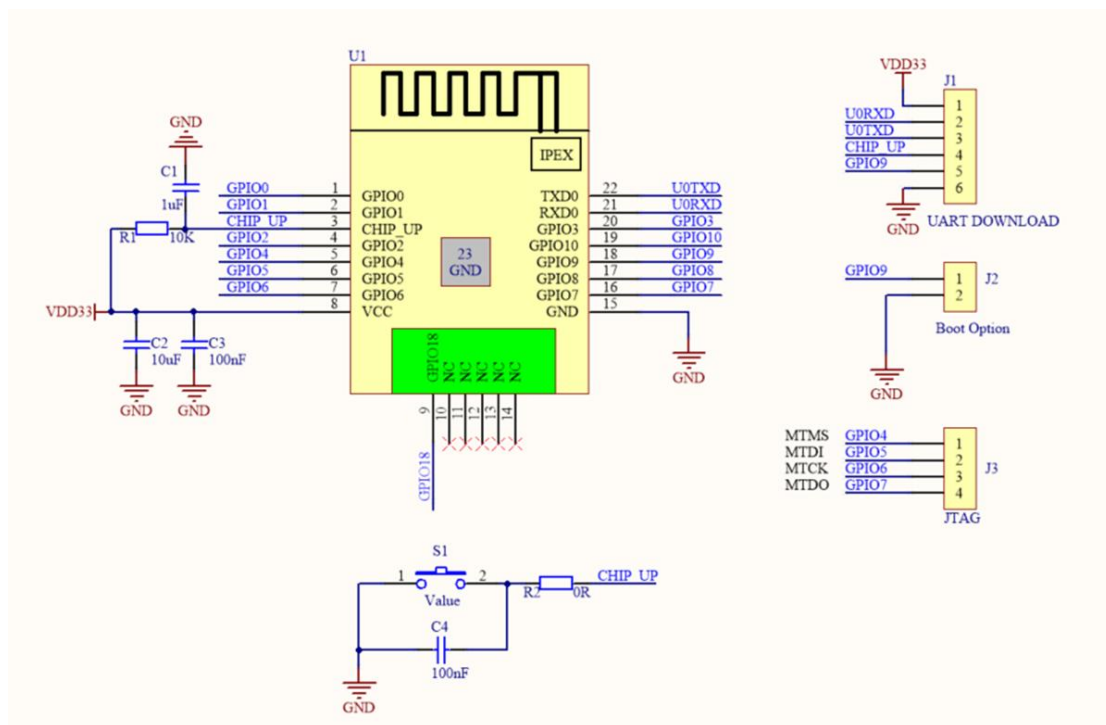 U1
IPEX
GND
C1
1uF
R1
10K
GPIO0 1 GPIO0
GPIO1 2 GPIO1
CHIP_UP 3 CHIP_UP
GPIO2 4 GPIO2
GPIO4 5 GPIO4
GPIO5 6 GPIO5
GPIO6 7 GPIO6
VDD33 8 VCC
23
GND
TXD0 22 U0TXD
RXD0 21 U0RXD
GPIO3 20 GPIO3
GPIO10 19 GPIO10
GPIO9 18 GPIO9
GPIO8 17 GPIO8
GPIO7 16 GPIO7
GND 15
GND
C2
10uF
GND
C3
100nF
GND
GPIO18 NC NC NC NC NC
9 10 11 12 13 14
GPIO18
VDD33
J1
1
U0RXD 2
U0TXD 3
CHIP_UP 4
GPIO9 5
6
GND
UART DOWNLOAD
GPIO9 1
2
J2
Boot Option
GND
MTMS GPIO4 1
MTDI GPIO5 2
MTCK GPIO6 3
MTDO GPIO7 4
J3
JTAG
S1
1 2
Value
R2 0R
CHIP_UP
C4
100nF
GND